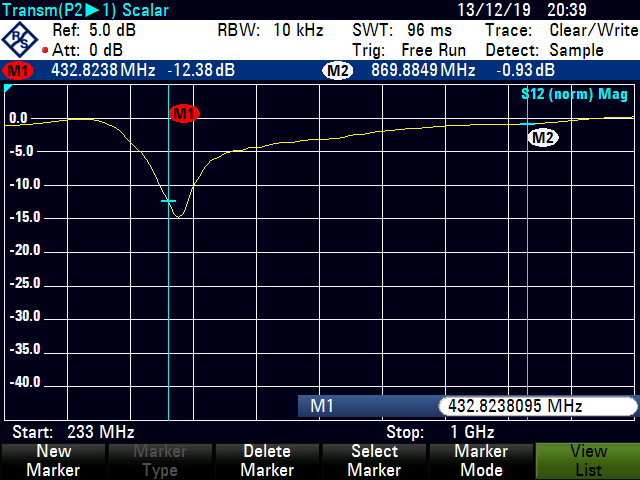 Transm(P2▶1) Scalar 13/12/19 20:39
Ref: 5.0 dB RBW: 10 kHz SWT: 96 ms Trace: Clear/Write
Att: 0 dB Trig: Free Run Detect: Sample
R S
M1 432.8238 MHz -12.38 dB M2 869.8849 MHz -0.93 dB
S12 (norm) Mag
M1
0.0
M2
-5.0
-10.0
-15.0
-20.0
-25.0
-30.0
-35.0
-40.0
M1 432.8238095 MHz
Start: 233 MHz Stop: 1 GHz
New Marker Delete Select Marker View
Marker Type Marker Marker Mode List